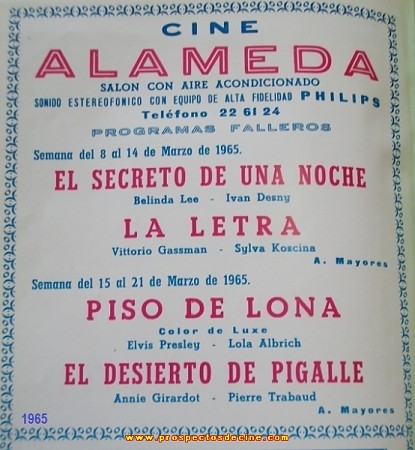 CINE
ALAMEDA
SALON CON AIRE ACONDICIONADO
SONIDO ESTEREOFONICO CON EQUIPO DE ALTA FIDELIDAD PHILIPS
Teléfono 22 61 24
PROGRAMAS FALLEROS
Semana del 8 al 14 de Marzo de 1965.
EL SECRETO DE UNA NOCHE
Belinda Lee - Ivan Desny
LA LETRA
Vittorio Gassman - Sylva Koscina
A. Mayores
Semana del 15 al 21 de Marzo de 1965.
PISO DE LONA
Color de Luxe
Elvis Presley - Lola Albrich
EL DESIERTO DE PIGALLE
Annie Girardot - Pierre Trabaud
A. Mayores
1965
www.prospectosdecine.com